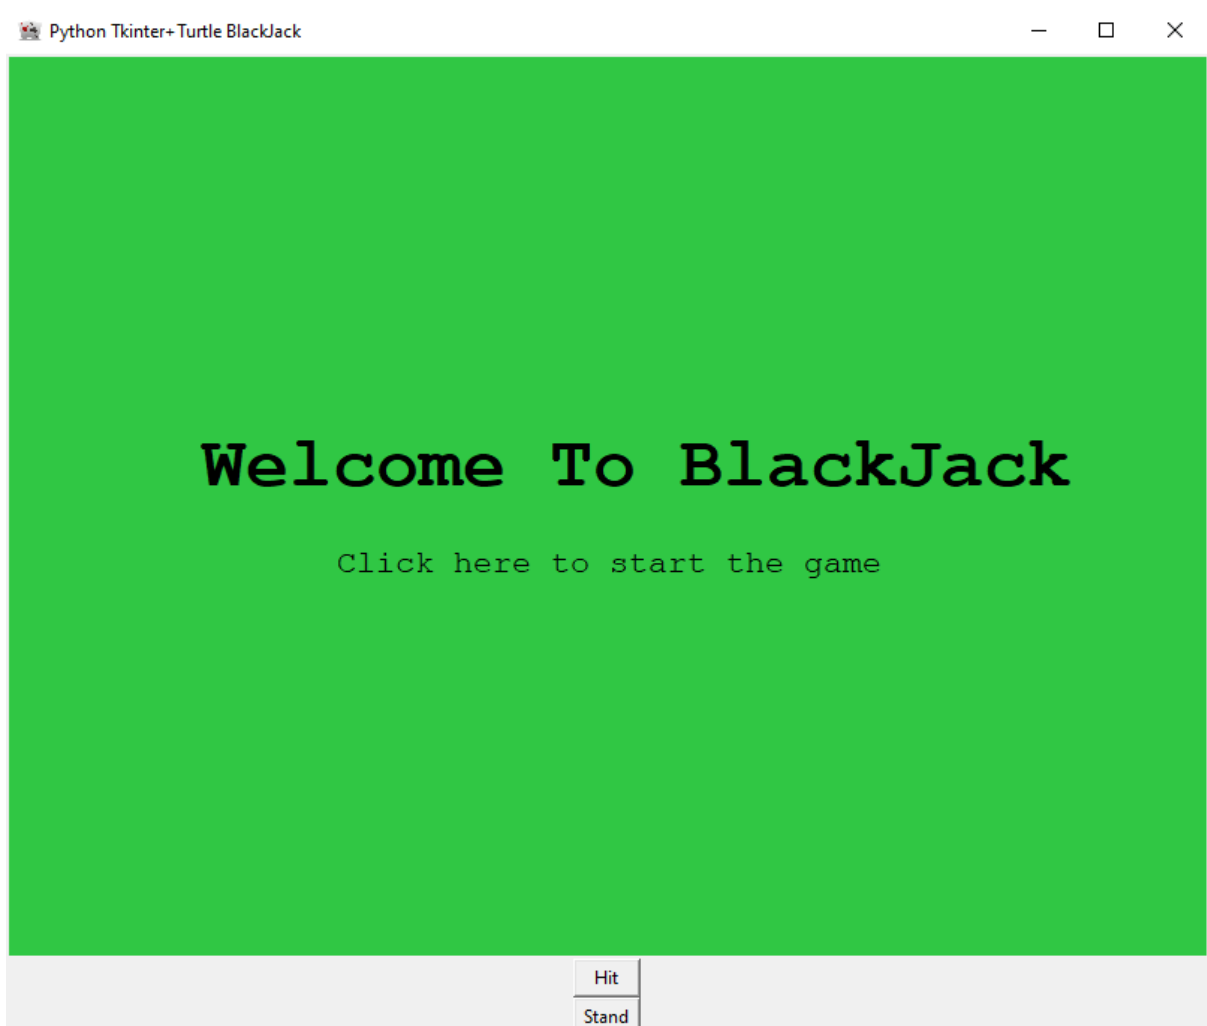 Python Tkinter+Turtle BlackJack
Welcome To BlackJack
Click here to start the game
Hit
Stand